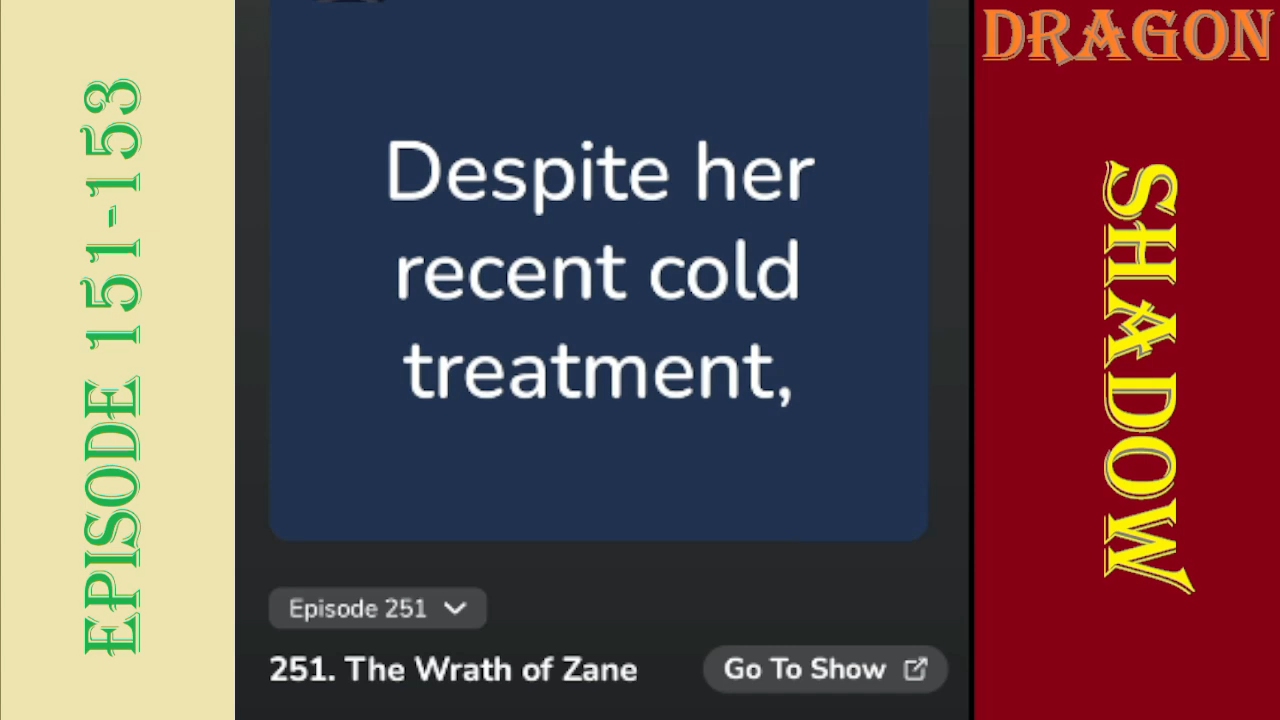 EPISODE 151-153
Despite her
recent cold
treatment,
Episode 251
251. The Wrath of Zane
Go To Show
DRAGON
SHADOW